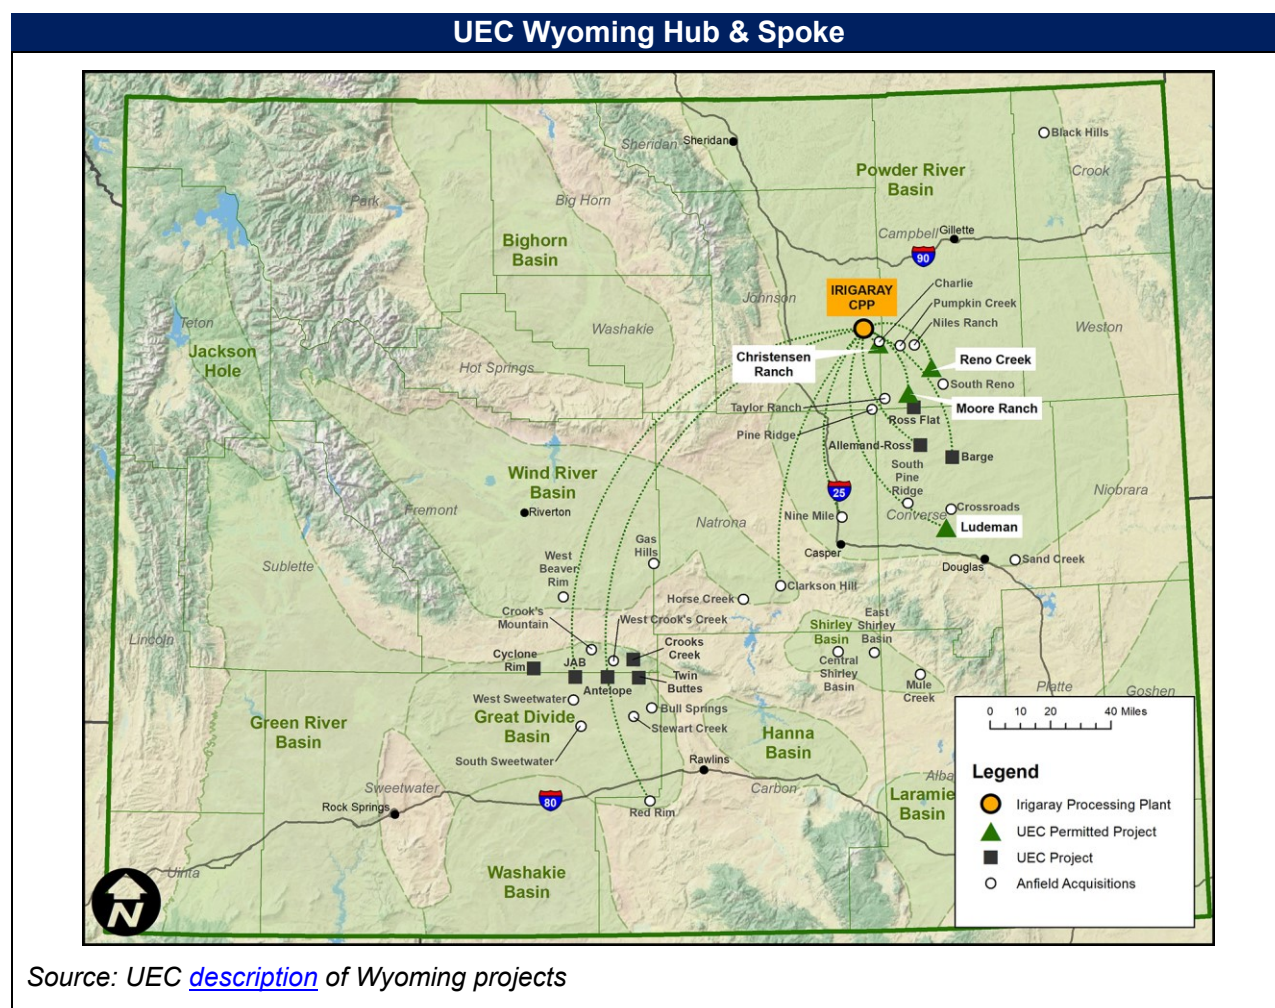 UEC Wyoming Hub & Spoke
Sheridan
Sheridan
Black Hills
Crook
Powder River
Basin
Park
Big Horn
Campbell
Gillette
90
Bighorn
Basin
Charlie
IRIGARAY
CPP
Johnson
Pumpkin Creek
Niles Ranch
Teton
Washakie
Weston
Jackson
Hole
Christensen
Ranch
Reno Creek
Hot Springs
South Reno
Taylor Ranch
Moore Ranch
Ross Flat
Pine Ridge
Allemand-Ross
Barge
South
Pine
Ridge
Wind River
Basin
25
Niobrara
Riverton
Fremont
Natrona
Nine Mile
Converse
Crossroads
Ludeman
Gas
Hills
Casper
Douglas
Sand Creek
West
Beaver
Rim
Sublette
Clarkson Hill
Horse Creek
Crook's
Mountain
West Crook's Creek
East
Shirley
Basin
Shirley
Basin
Lincoln
Crooks
Creek
Cyclone
Rim
JAB
Central
Shirley
Basin
Twin
Buttes
Antelope
Mule
Creek
Platte
Goshen
West Sweetwater
Bull Springs
Green River
Basin
Great Divide
Basin
Stewart Creek
Hanna
Basin
South Sweetwater
Rawlins
Sweetwater
Carbon
Alba
Laramie
Basin
80
Rock Springs
Red Rim
Uinta
Washakie
Basin
N
0 10 20 40 Miles
Legend
Irigaray Processing Plant
UEC Permitted Project
UEC Project
Anfield Acquisitions
Source: UEC description of Wyoming projects